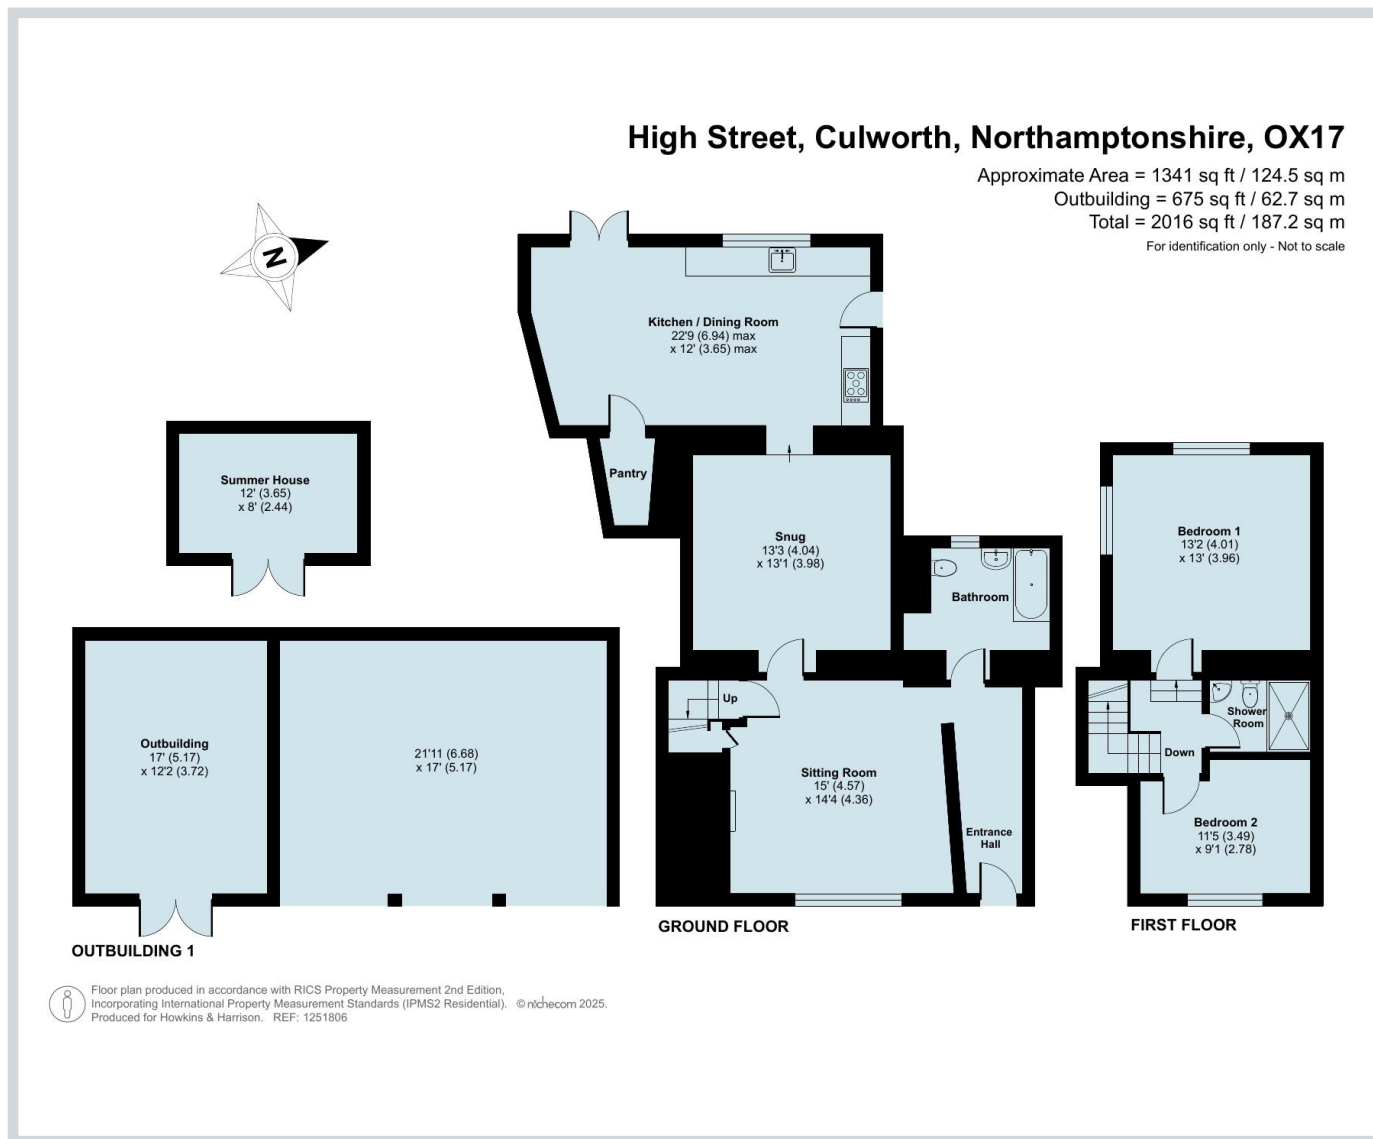 High Street, Culworth, Northamptonshire, OX17
Approximate Area = 1341 sq ft / 124.5 sq m
Outbuilding = 675 sq ft / 62.7 sq m
Total = 2016 sq ft / 187.2 sq m
For identification only - Not to scale
N
Kitchen / Dining Room
22'9 (6.94) max
x 12' (3.65) max
Pantry
Summer House
12' (3.65)
x 8' (2.44)
Snug
13'3 (4.04)
x 13'1 (3.98)
Bathroom
Bedroom 1
13'2 (4.01)
x 13' (3.96)
Up
Shower
Room
Down
Outbuilding
17' (5.17)
x 12'2 (3.72)
21'11 (6.68)
x 17' (5.17)
Sitting Room
15' (4.57)
x 14'4 (4.36)
Entrance
Hall
Bedroom 2
11'5 (3.49)
x 9'1 (2.78)
OUTBUILDING 1
GROUND FLOOR
FIRST FLOOR
Floor plan produced in accordance with RICS Property Measurement 2nd Edition,
Incorporating International Property Measurement Standards (IPMS2 Residential). © nichecom 2025.
Produced for Howkins & Harrison. REF: 1251806